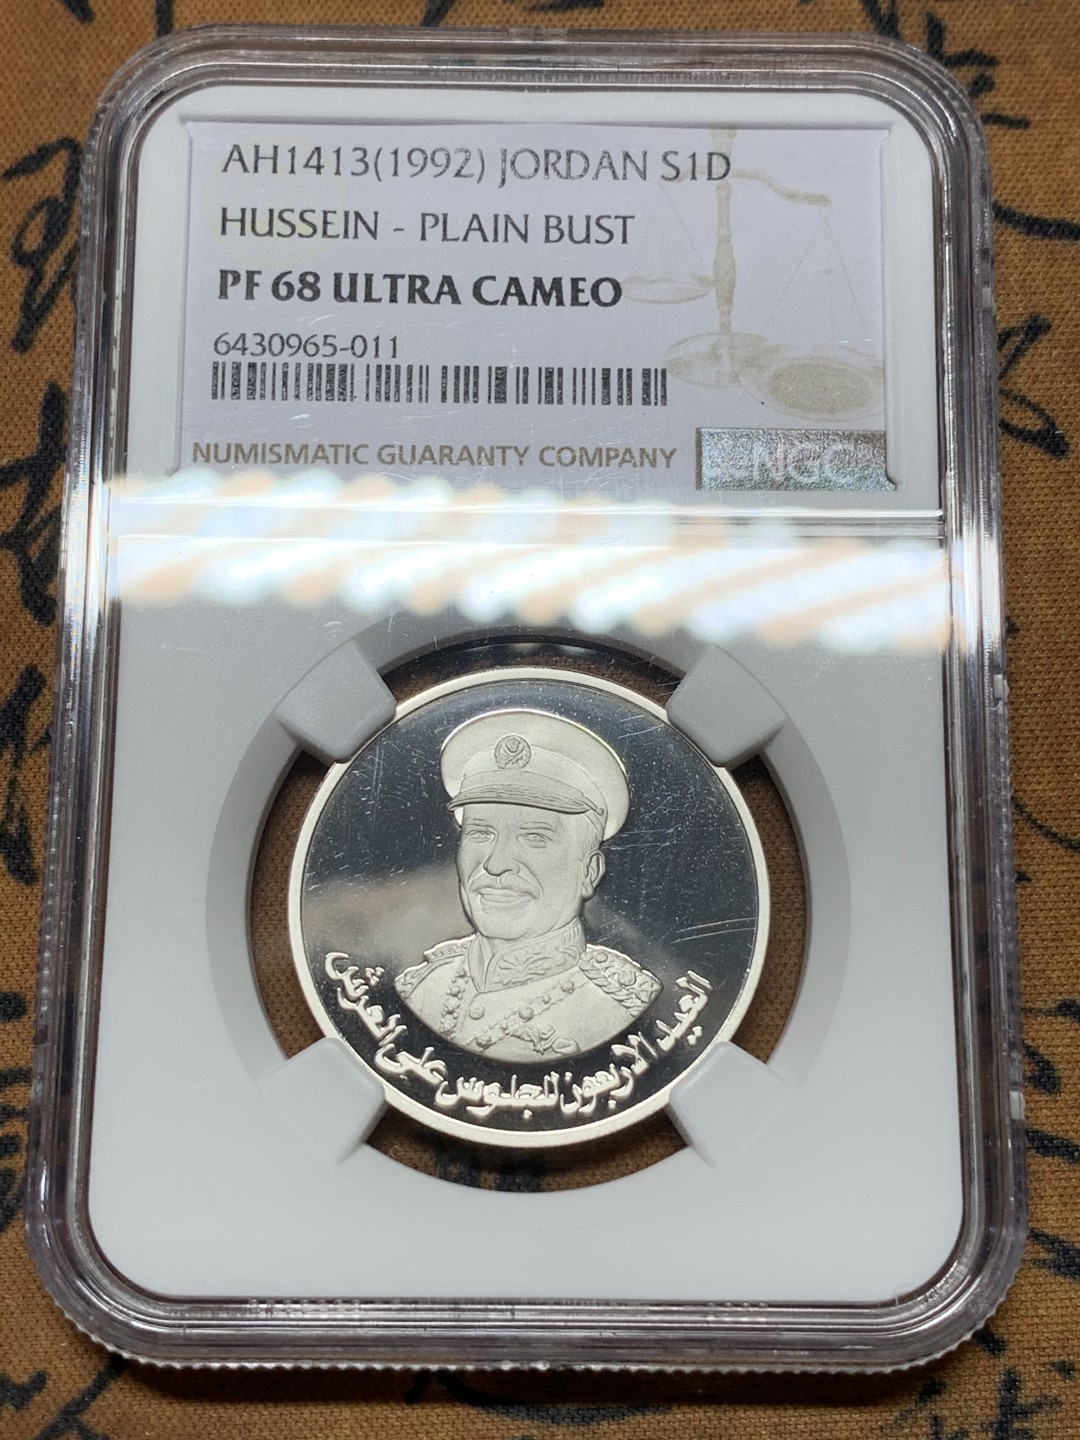 AH1413(1992) JORDAN S1D
HUSSEIN - PLAIN BUST
PF 68 ULTRA CAMEO
6430965-011
NUMISMATIC GUARANTY COMPANY
NGC
العيد الاربعون للجلوس على العرش